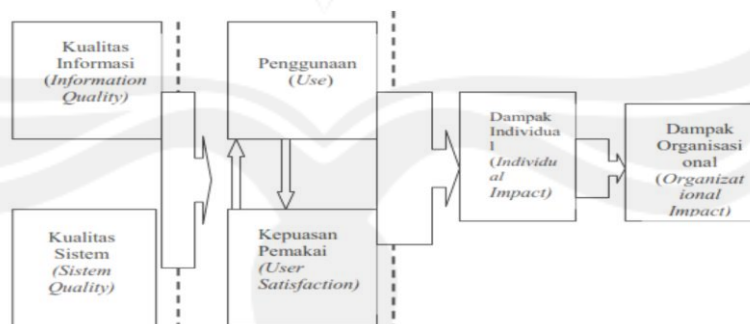 Kualitas
Informasi
(Information
Quality)
Kualitas
Sistem
(Sistem
Quality)
Penggunaan
(Use)
Kepuasan
Pemakai
(User
Satisfaction)
Dampak
Individua
l
(Individu
al
Impact)
Dampak
Organisasi
onal
(Organizat
ional
Impact)